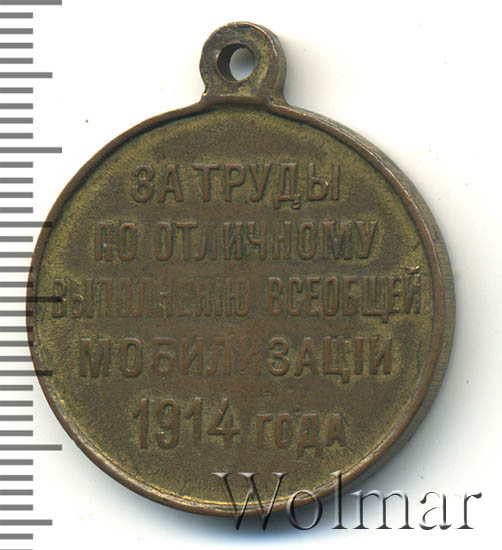 ЗА ТРУДЫ
ПО ОТЛИЧНОМУ
ВЫПОЛНЕНІЮ ВСЕОБЩЕЙ
МОБИЛИЗАЦІИ
1914 ГОДА
Wolmar